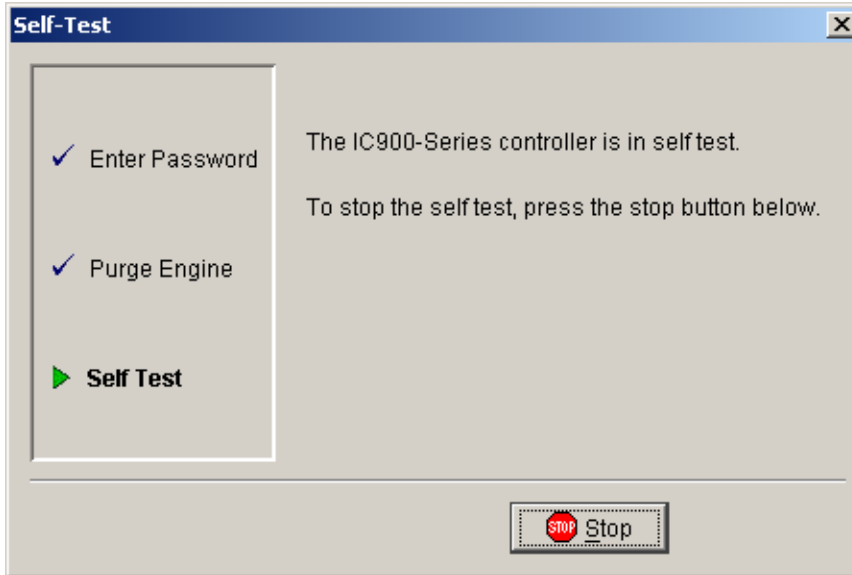 Self-Test
Enter Password
Purge Engine
Self Test
The IC900-Series controller is in self test.
To stop the self test, press the stop button below.
STOP Stop